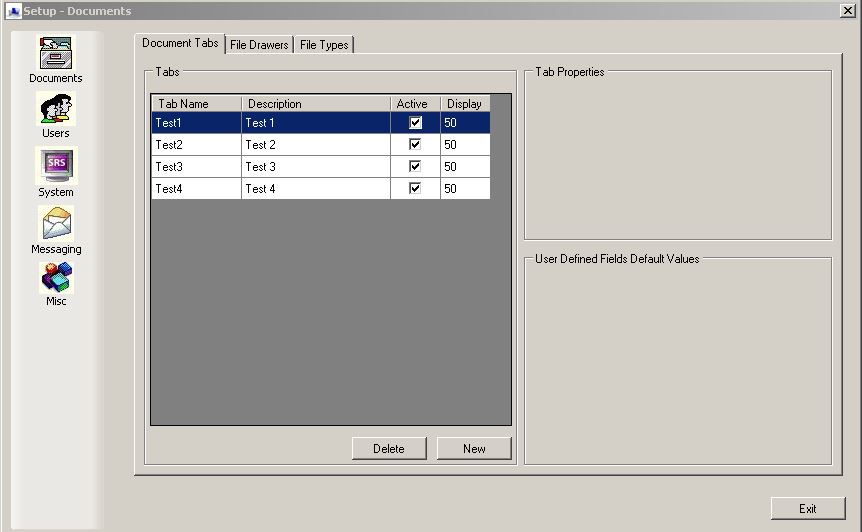 Setup - Documents
Documents
Users
SRS
System
Messaging
Misc
Document Tabs File Drawers File Types
Tabs
Tab Name Description Active Display
Test1 Test 1 50
Test2 Test 2 50
Test3 Test 3 50
Test4 Test 4 50
Delete New
Tab Properties
User Defined Fields Default Values
Exit